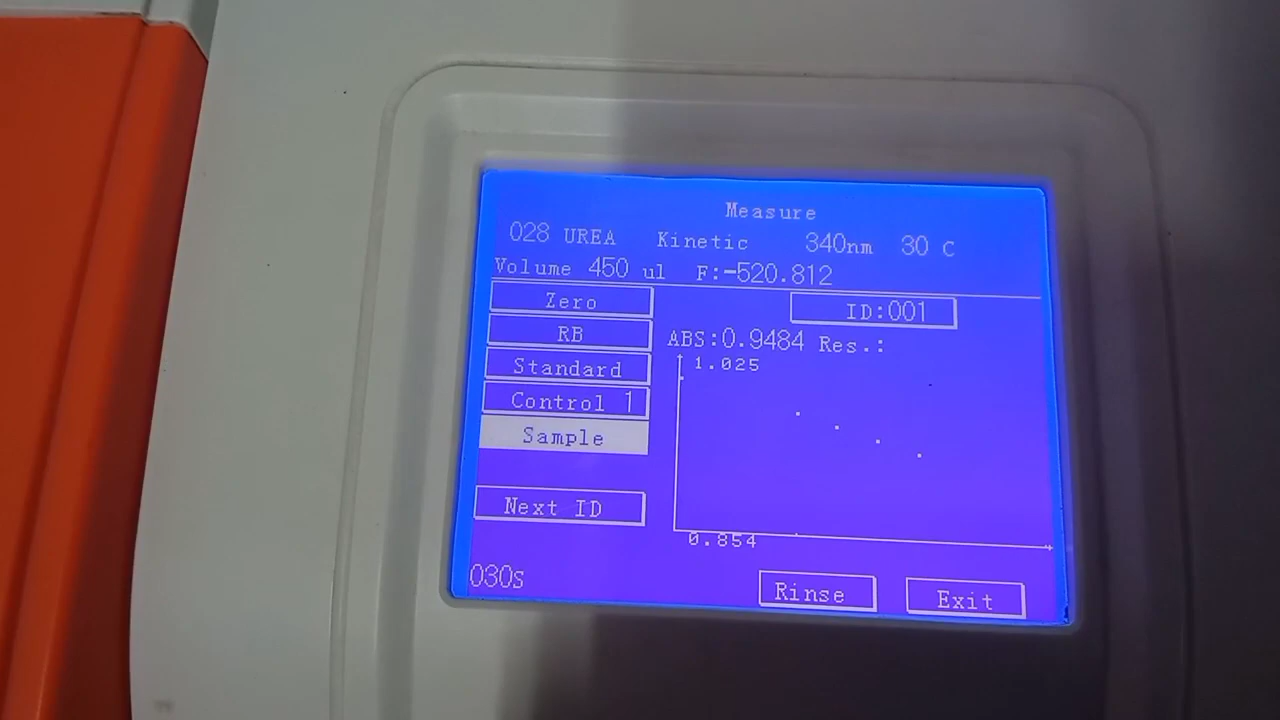 Measure
028 UREA Kinetic 340nm 30 C
Volume 450 ul F:-520.812
Zero
ID:001
RB
ABS:0.9484 Res.:
Standard
1.025
Control 1
Sample
Next ID
0.854
030s
Rinse
Exit